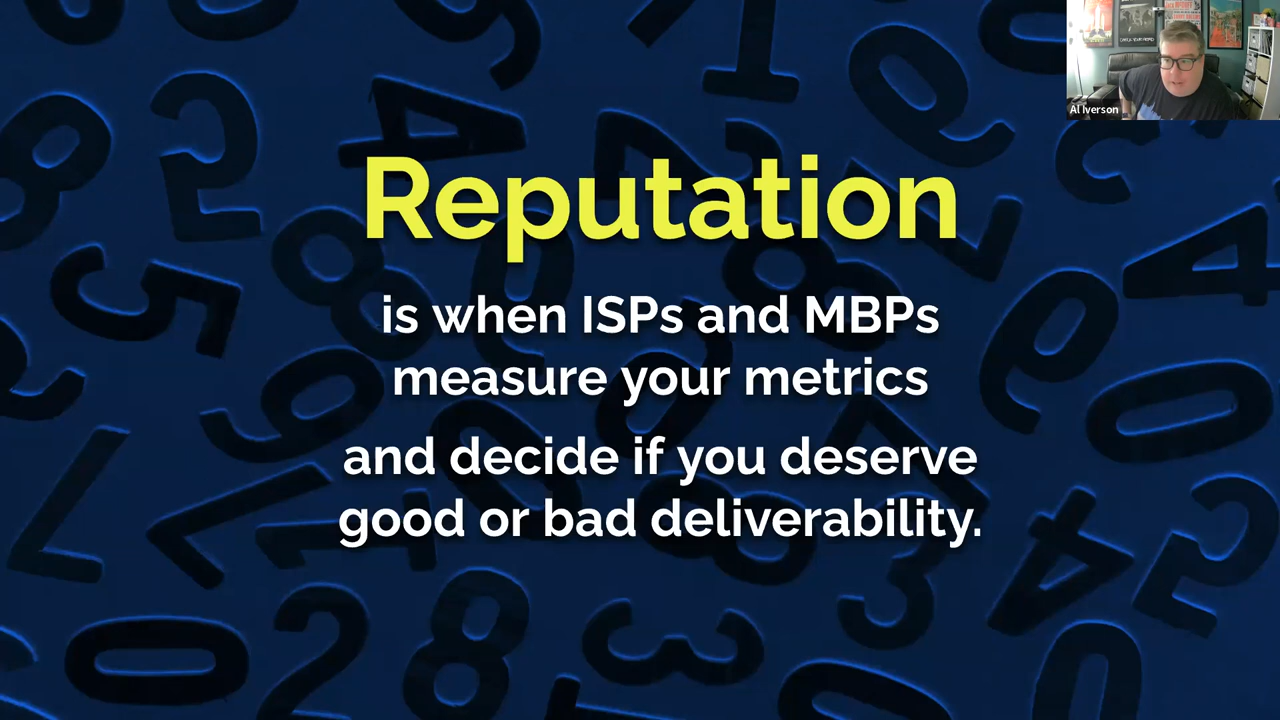 Reputation
is when ISPs and MBPs
measure your metrics
and decide if you deserve
good or bad deliverability.
Al Iverson